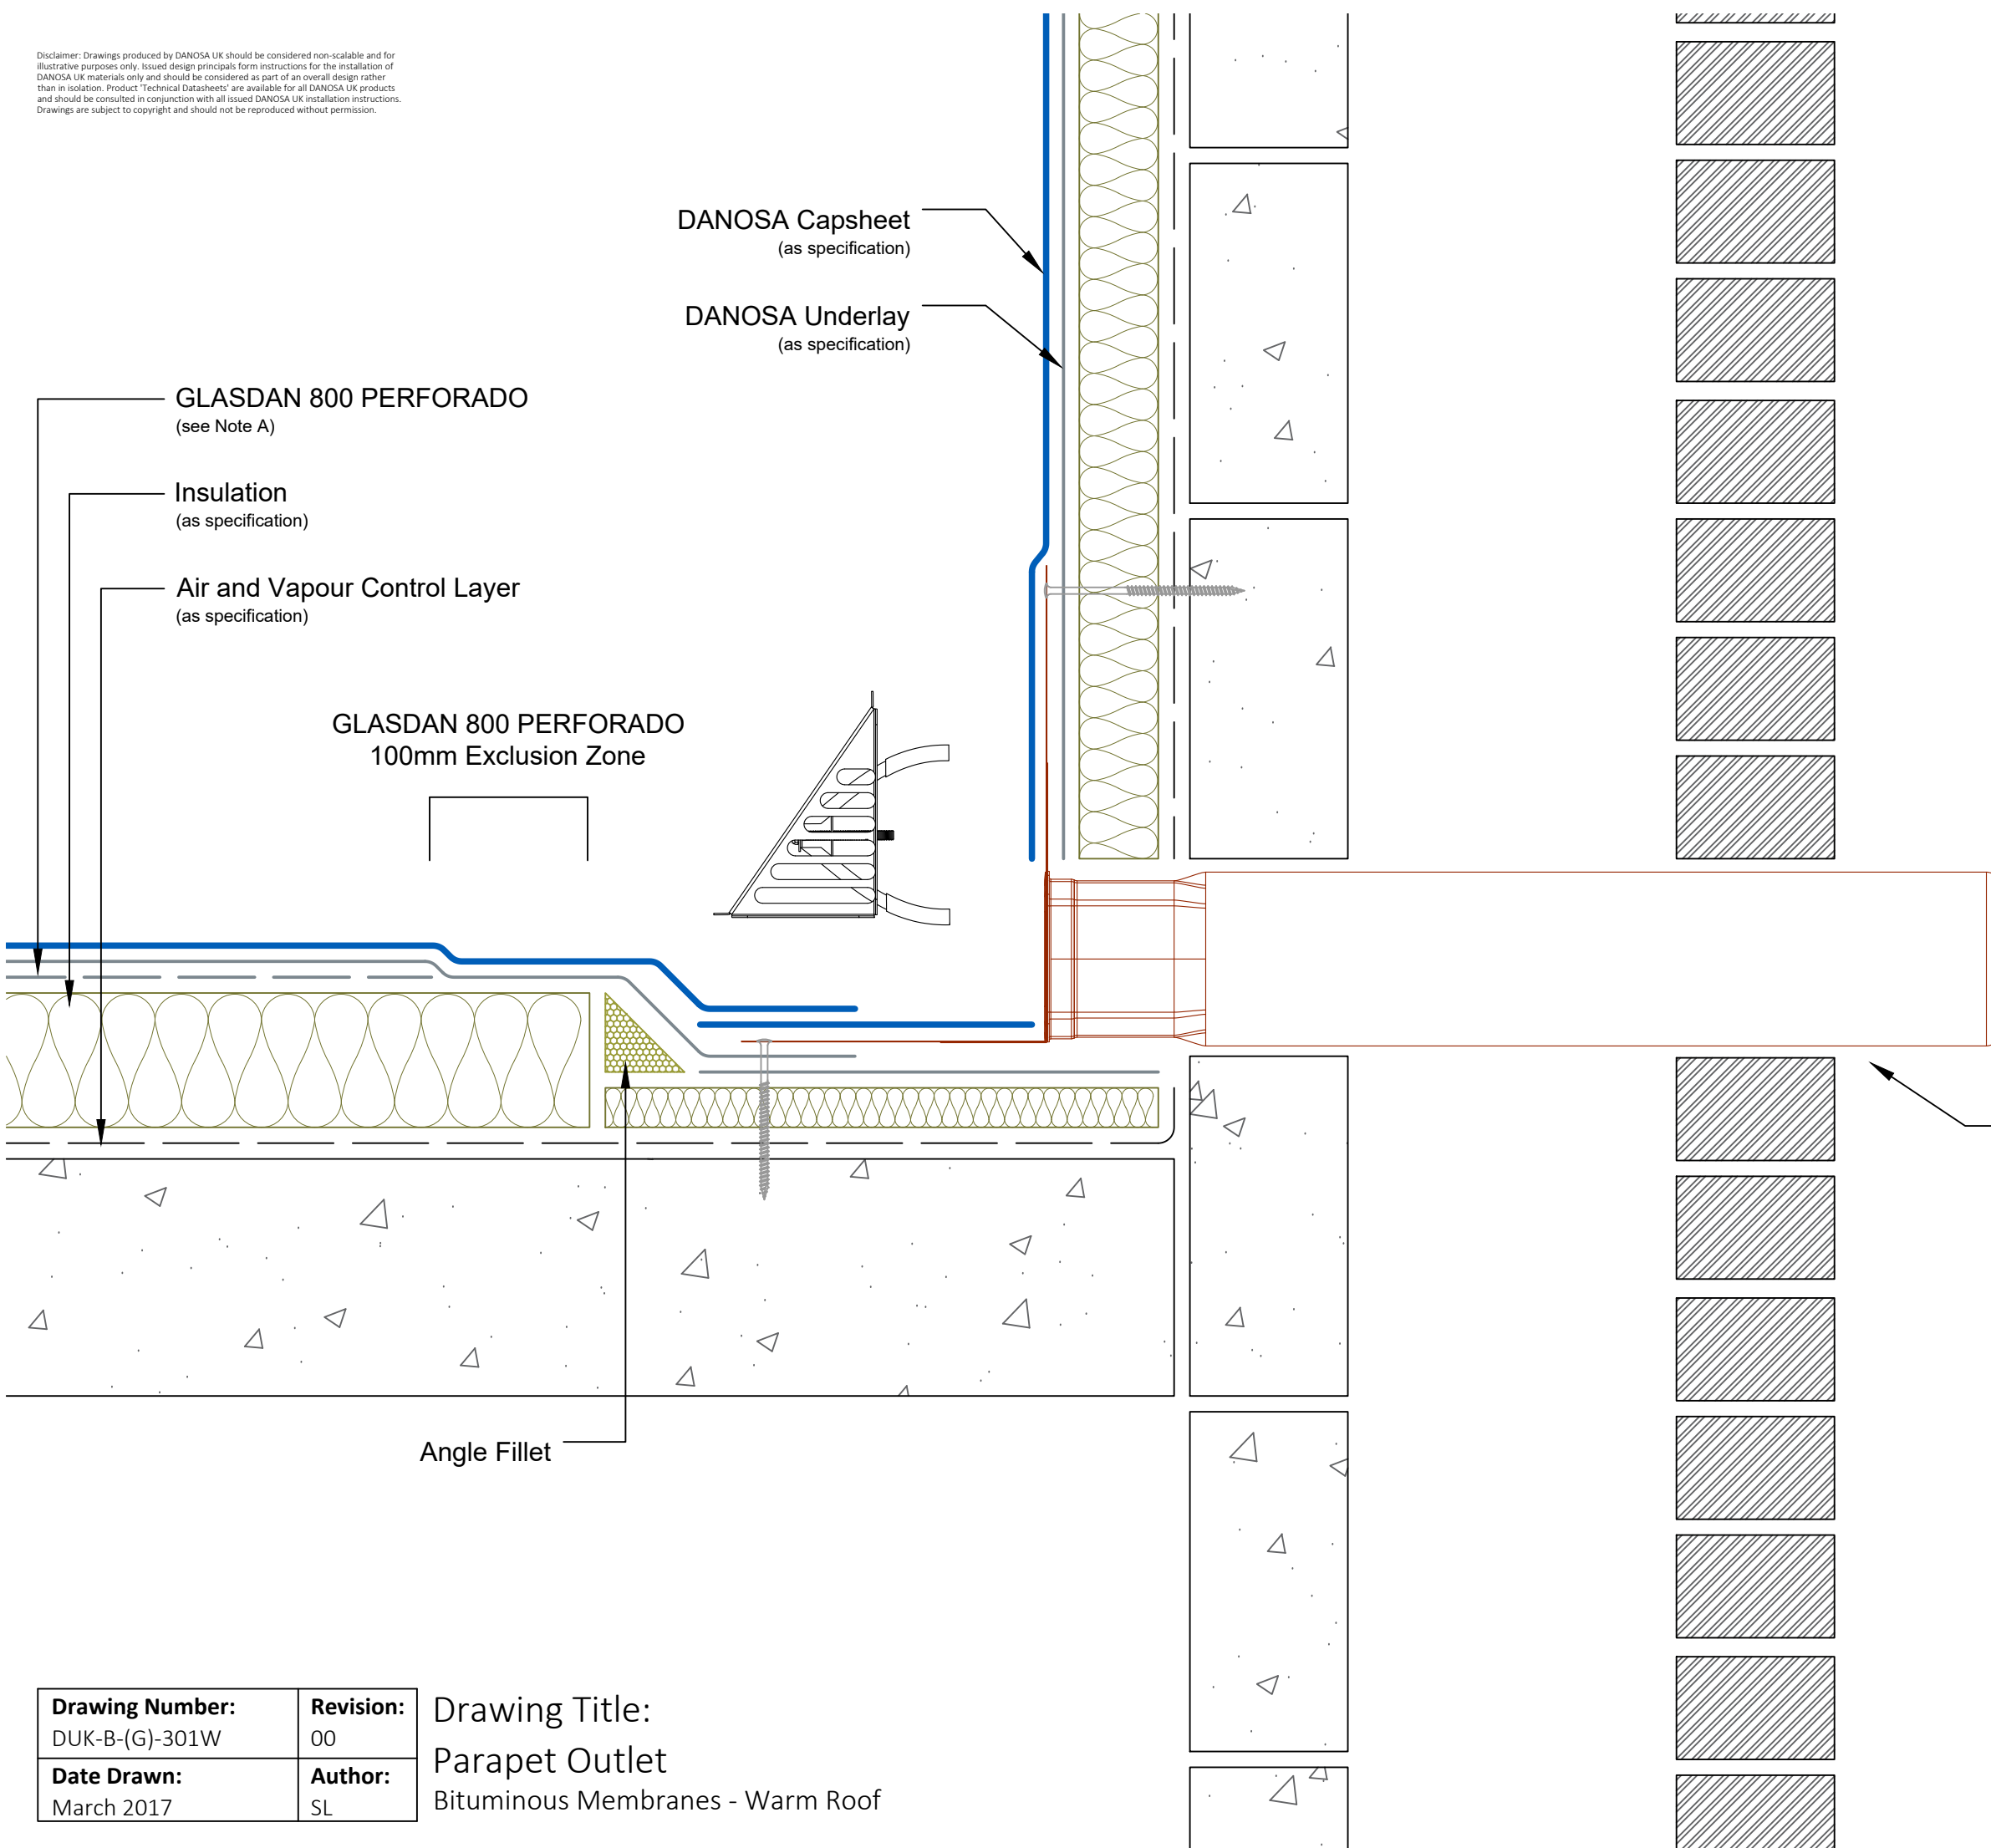 Disclaimer: Drawings produced by DANOSA UK should be considered non-scalable and for
illustrative purposes only. Issued design principals form instructions for the installation of
DANOSA UK materials only and should be considered as part of an overall design rather
than in isolation. Product 'Technical Datasheets' are available for all DANOSA UK products
and should be consulted in conjunction with all issued DANOSA UK installation instructions.
Drawings are subject to copyright and should not be reproduced without permission.
DANOSA Capsheet
(as specification)
DANOSA Underlay
(as specification)
GLASDAN 800 PERFORADO
(see Note A)
Insulation
(as specification)
Air and Vapour Control Layer
(as specification)
GLASDAN 800 PERFORADO
100mm Exclusion Zone
Angle Fillet
Drawing Number:
DUK-B-(G)-301W
Revision:
00
Date Drawn:
March 2017
Author:
SL
Drawing Title:
Parapet Outlet
Bituminous Membranes - Warm Roof